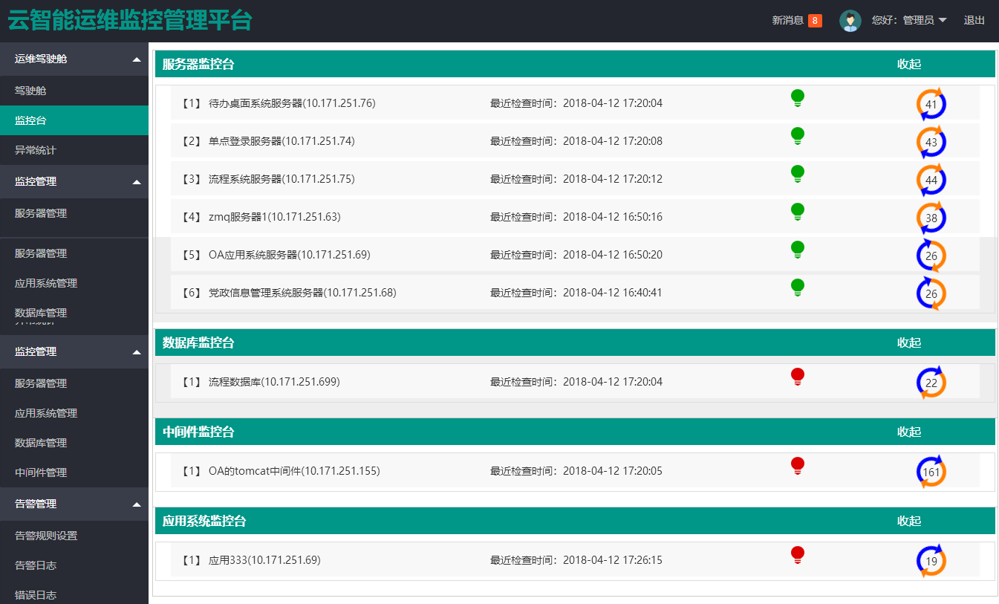 云智能运维监控管理平台
新消息 8 您好：管理员 退出
运维驾驶舱
驾驶舱
监控台
异常统计
监控管理
服务器管理
服务器管理
应用系统管理
数据库管理
监控管理
服务器管理
应用系统管理
数据库管理
中间件管理
告警管理
告警规则设置
告警日志
错误日志
服务器监控台 收起
【1】 待办桌面系统服务器(10.171.251.76) 最近检查时间：2018-04-12 17:20:04 41
【2】 单点登录服务器(10.171.251.74) 最近检查时间：2018-04-12 17:20:08 43
【3】 流程系统服务器(10.171.251.75) 最近检查时间：2018-04-12 17:20:12 44
【4】 zmq服务器1(10.171.251.63) 最近检查时间：2018-04-12 16:50:16 38
【5】 OA应用系统服务器(10.171.251.69) 最近检查时间：2018-04-12 16:50:20 26
【6】 党政信息管理系统服务器(10.171.251.68) 最近检查时间：2018-04-12 16:40:41 26
数据库监控台 收起
【1】 流程数据库(10.171.251.699) 最近检查时间：2018-04-12 17:20:04 22
中间件监控台 收起
【1】 OA的tomcat中间件(10.171.251.155) 最近检查时间：2018-04-12 17:20:05 161
应用系统监控台 收起
【1】 应用333(10.171.251.69) 最近检查时间：2018-04-12 17:26:15 19